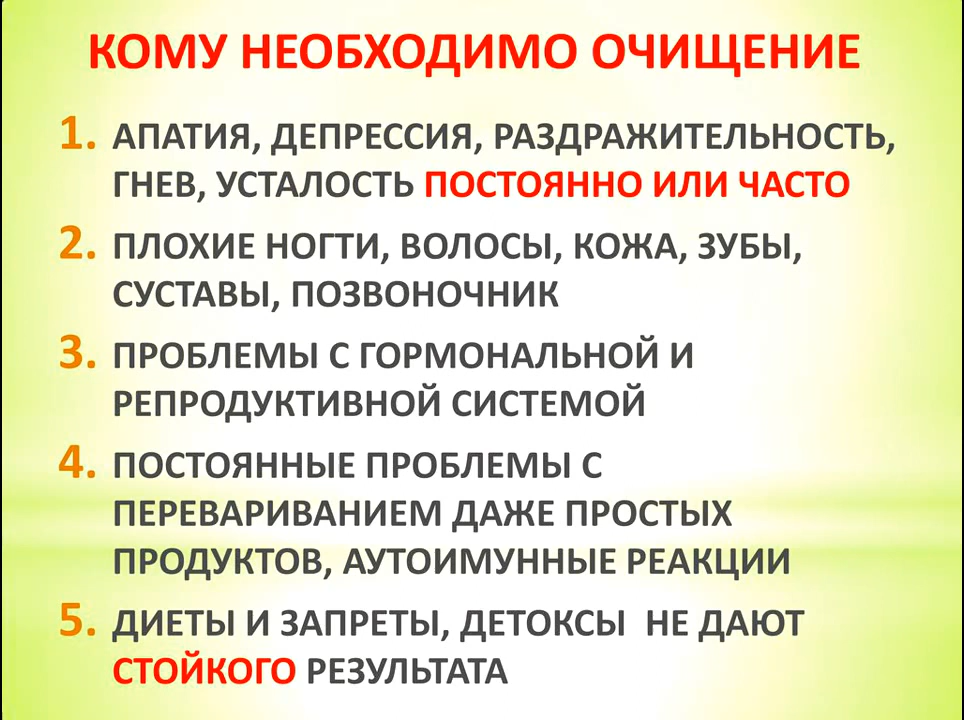 КОМУ НЕОБХОДИМО ОЧИЩЕНИЕ
1. АПАТИЯ, ДЕПРЕССИЯ, РАЗДРАЖИТЕЛЬНОСТЬ,
ГНЕВ, УСТАЛОСТЬ ПОСТОЯННО ИЛИ ЧАСТО
2. ПЛОХИЕ НОГТИ, ВОЛОСЫ, КОЖА, ЗУБЫ,
СУСТАВЫ, ПОЗВОНОЧНИК
3. ПРОБЛЕМЫ С ГОРМОНАЛЬНОЙ И
РЕПРОДУКТИВНОЙ СИСТЕМОЙ
4. ПОСТОЯННЫЕ ПРОБЛЕМЫ С
ПЕРЕВАРИВАНИЕМ ДАЖЕ ПРОСТЫХ
ПРОДУКТОВ, АУТОИМУННЫЕ РЕАКЦИИ
5. ДИЕТЫ И ЗАПРЕТЫ, ДЕТОКСЫ НЕ ДАЮТ
СТОЙКОГО РЕЗУЛЬТАТА